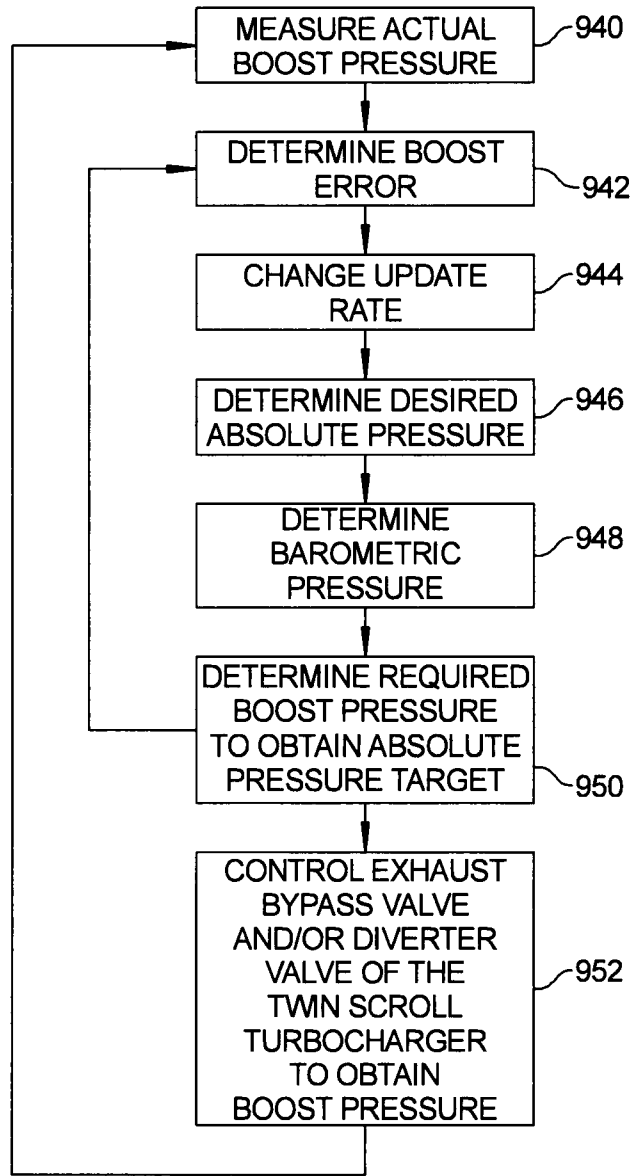 MEASURE ACTUAL
BOOST PRESSURE
940
DETERMINE BOOST
ERROR
942
CHANGE UPDATE
RATE
944
DETERMINE DESIRED
ABSOLUTE PRESSURE
946
DETERMINE
BAROMETRIC
PRESSURE
948
DETERMINE REQUIRED
BOOST PRESSURE
TO OBTAIN ABSOLUTE
PRESSURE TARGET
950
CONTROL EXHAUST
BYPASS VALVE
AND/OR DIVERTER
VALVE OF THE
TWIN SCROLL
TURBOCHARGER
TO OBTAIN
BOOST PRESSURE
952